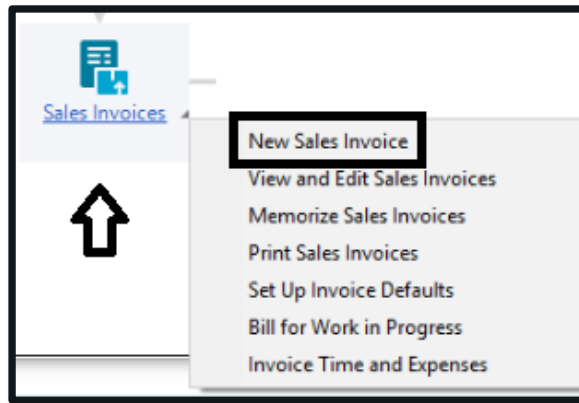 Sales Invoices
New Sales Invoice
View and Edit Sales Invoices
Memorize Sales Invoices
Print Sales Invoices
Set Up Invoice Defaults
Bill for Work in Progress
Invoice Time and Expenses